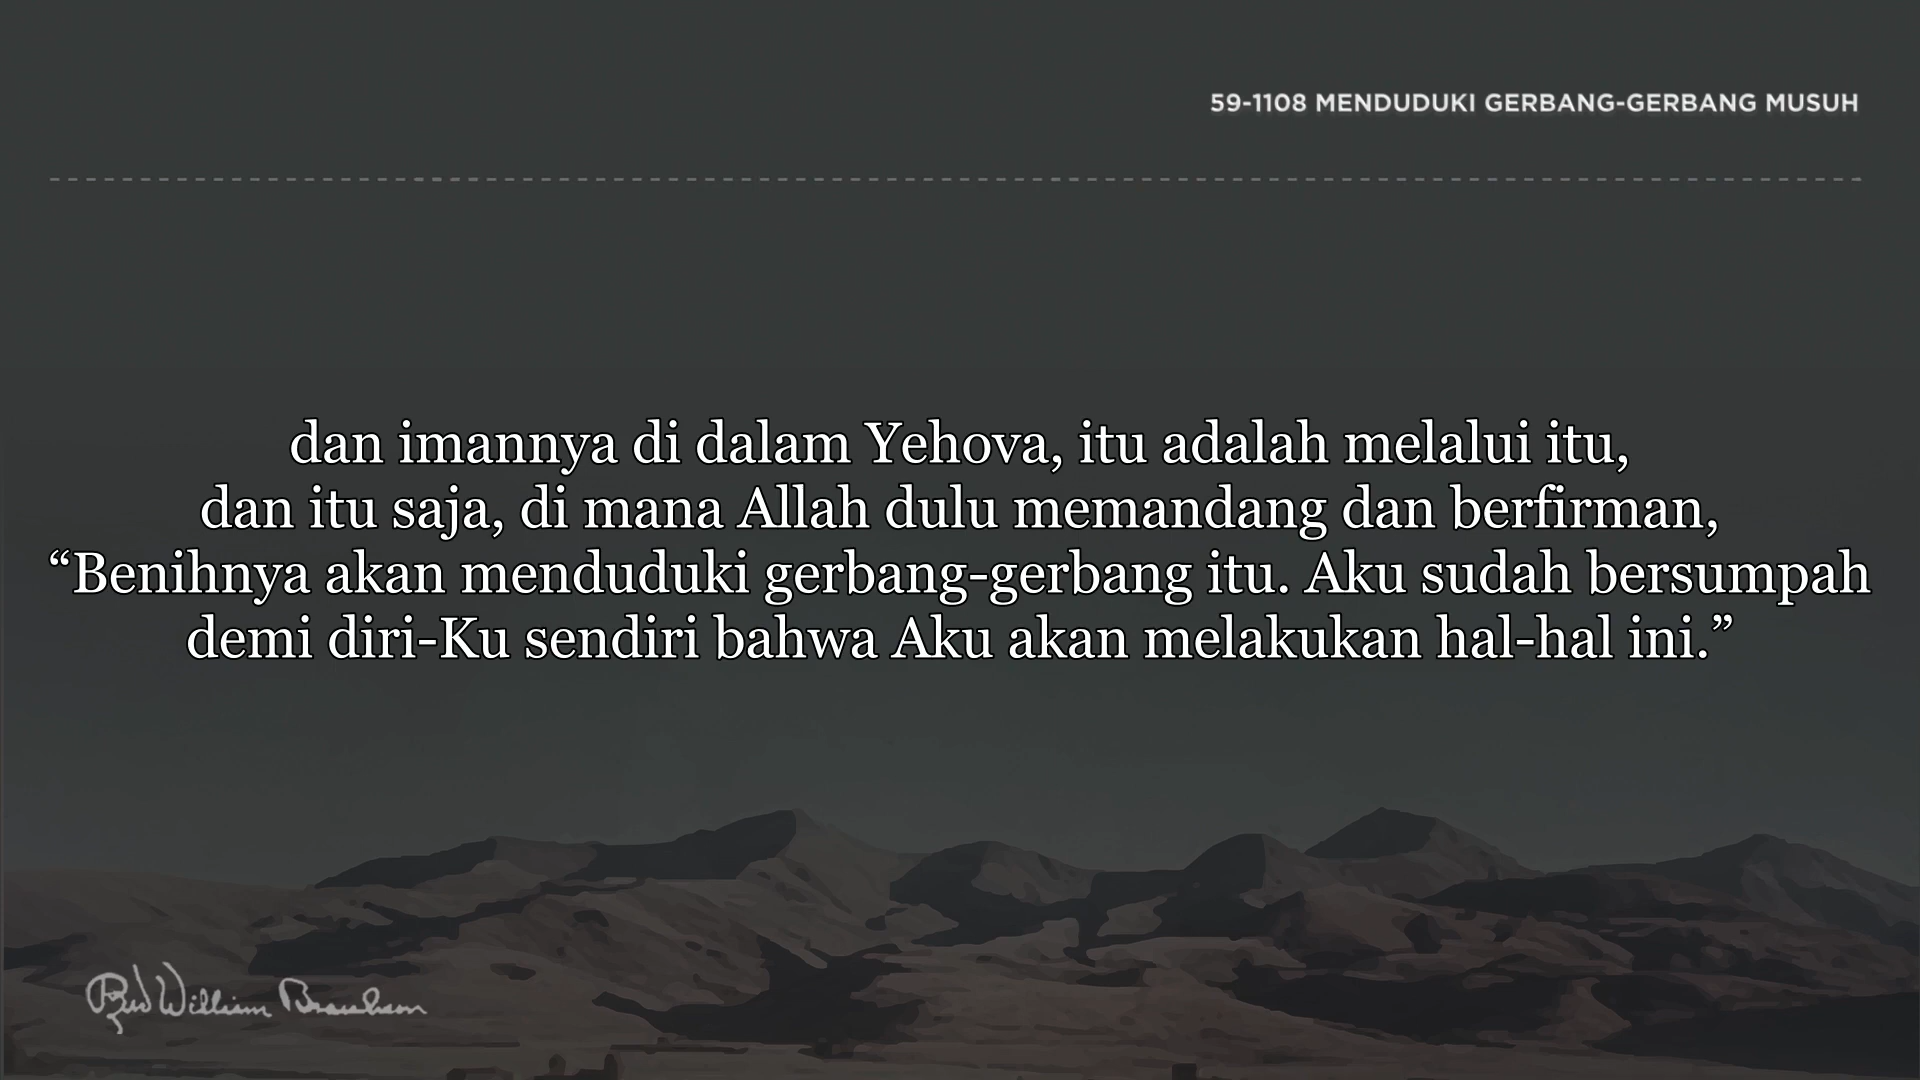 59-1108 MENDUDUKI GERBANG-GERBANG MUSUH
dan imannya di dalam Yehova, itu adalah melalui itu,
dan itu saja, di mana Allah dulu memandang dan berfirman,
“Benihnya akan menduduki gerbang-gerbang itu. Aku sudah bersumpah
demi diri-Ku sendiri bahwa Aku akan melakukan hal-hal ini.”
Rev William Branham